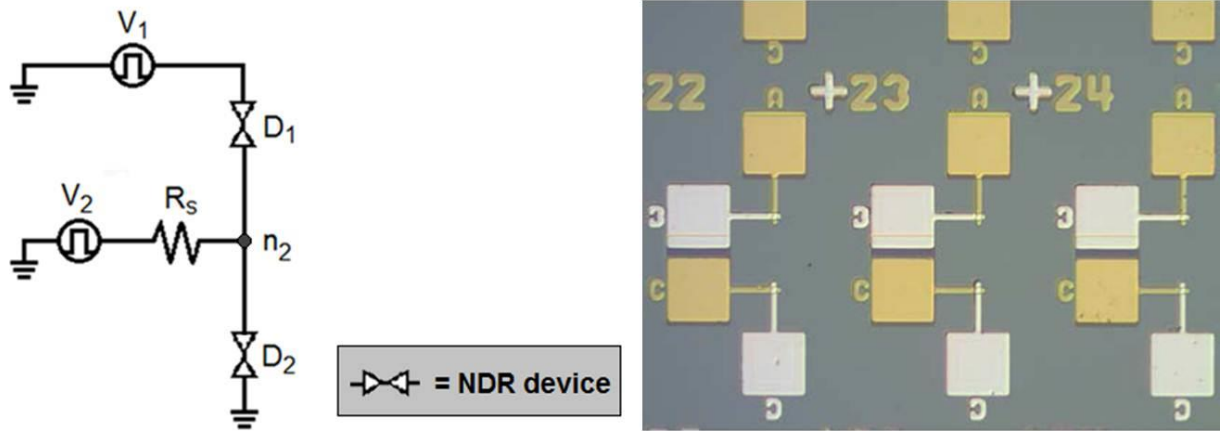 V₁
D₁
V₂ Rₛ
n₂
D₂
= NDR device
22 A +23 A +24 A
C C C